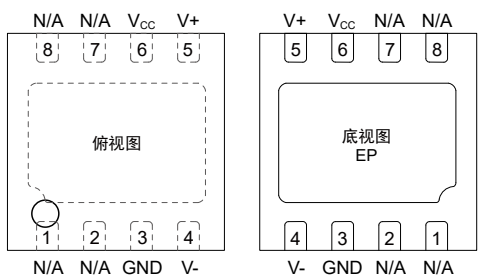 N/A N/A VCC V+
8 7 6 5
俯视图
1 2 3 4
N/A N/A GND V-
V+ VCC N/A N/A
5 6 7 8
底视图
EP
4 3 2 1
V- GND N/A N/A